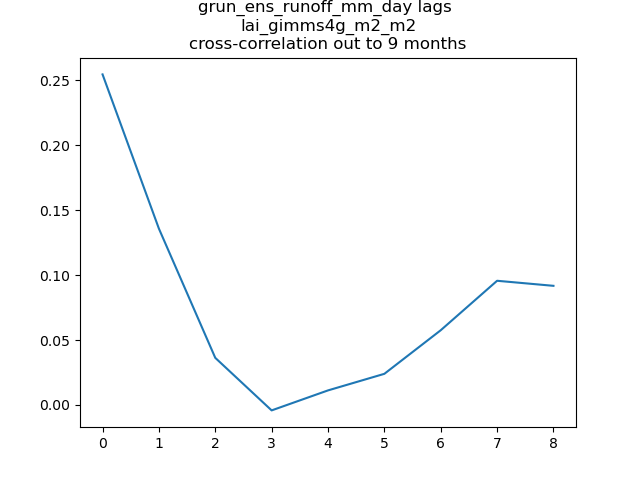 grun_ens_runoff_mm_day lags
lai_gimms4g_m2_m2
cross-correlation out to 9 months
0.25
0.20
0.15
0.10
0.05
0.00
0 1 2 3 4 5 6 7 8